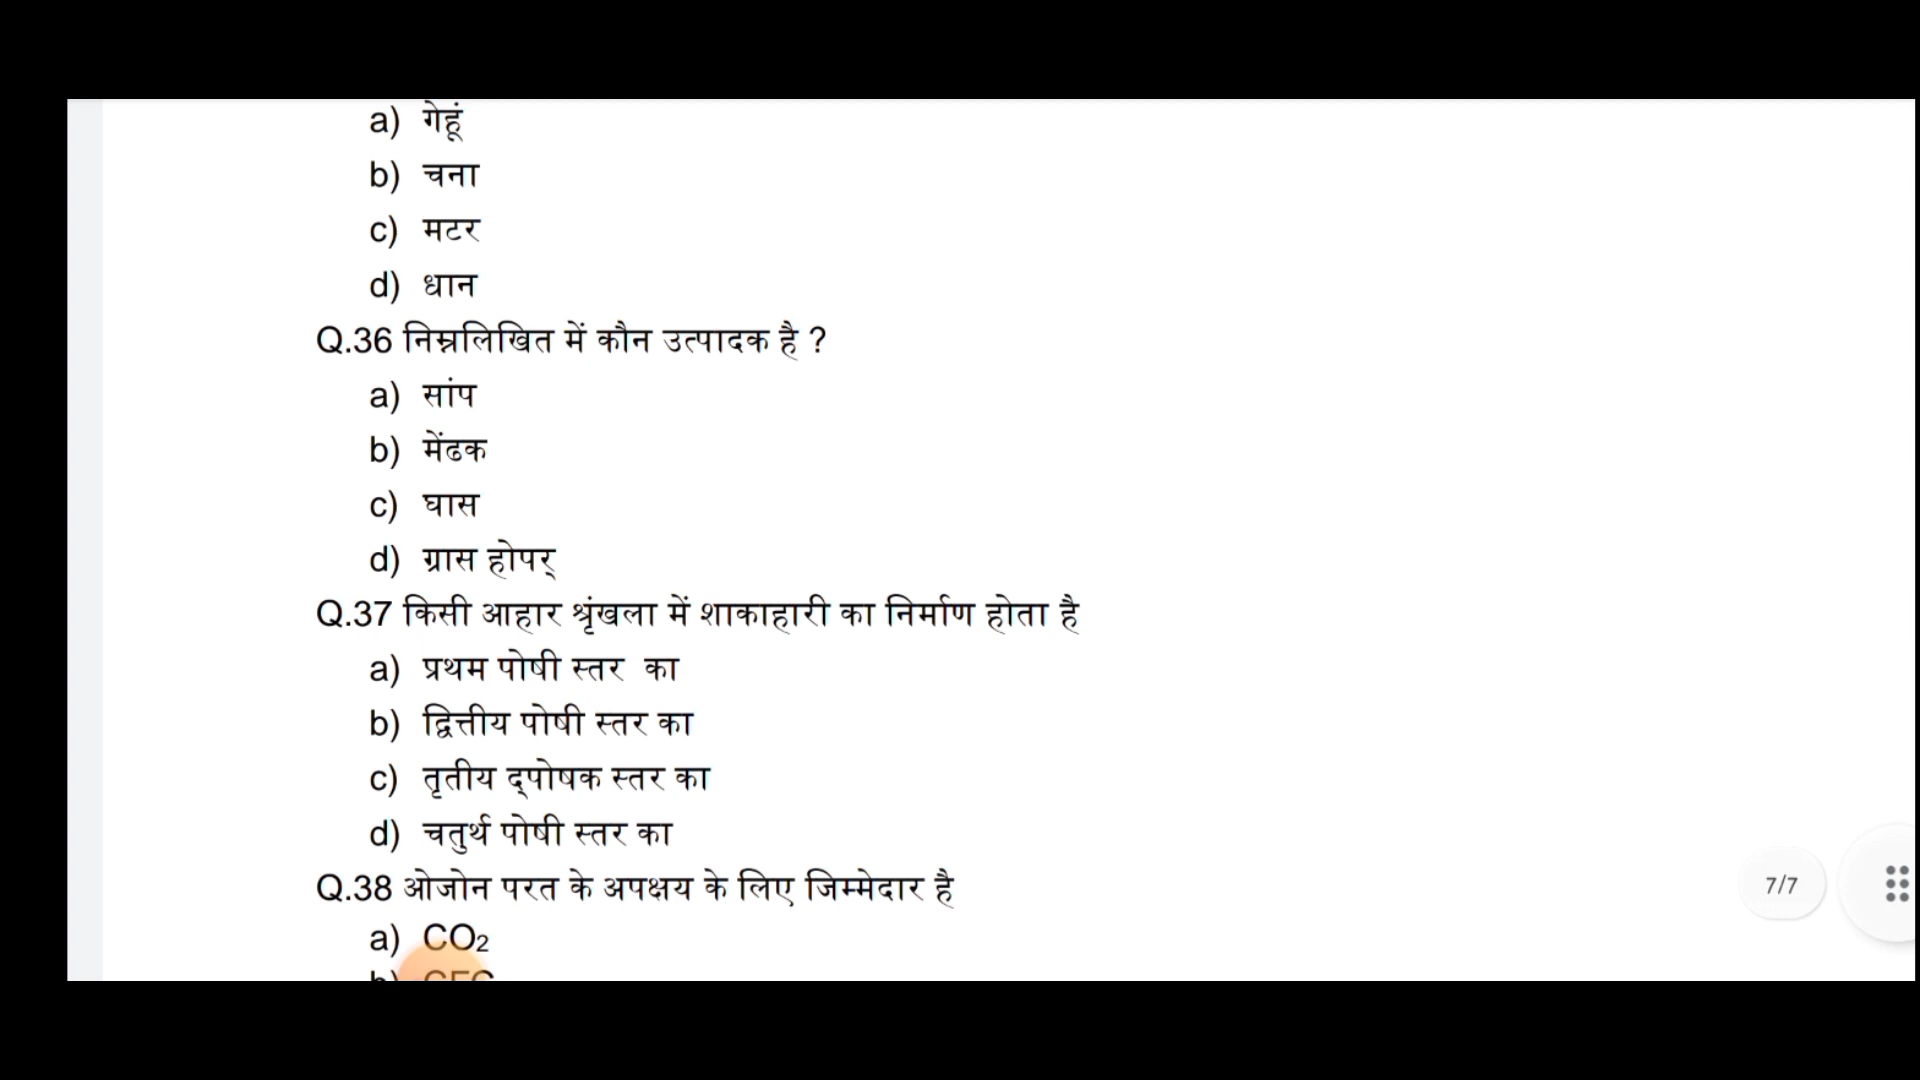 a) गेहूं
b) चना
c) मटर
d) धान
Q.36 निम्नलिखित में कौन उत्पादक है ?
a) सांप
b) मेंढक
c) घास
d) ग्रास होपर्
Q.37 किसी आहार श्रृंखला में शाकाहारी का निर्माण होता है
a) प्रथम पोषी स्तर का
b) द्वित्तीय पोषी स्तर का
c) तृतीय द्पोषक स्तर का
d) चतुर्थ पोषी स्तर का
Q.38 ओजोन परत के अपक्षय के लिए जिम्मेदार है
a) CO₂
7/7